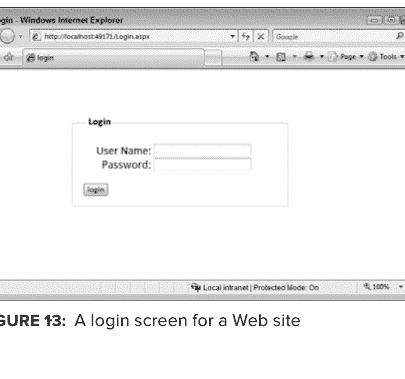 gin - Windows Internet Explorer
http://localhost:49171/Login.aspx
Google
login
Page
Tools
Login
User Name:
Password:
login
Local intranet | Protected Mode: On
100%
GURE 13: A login screen for a Web site